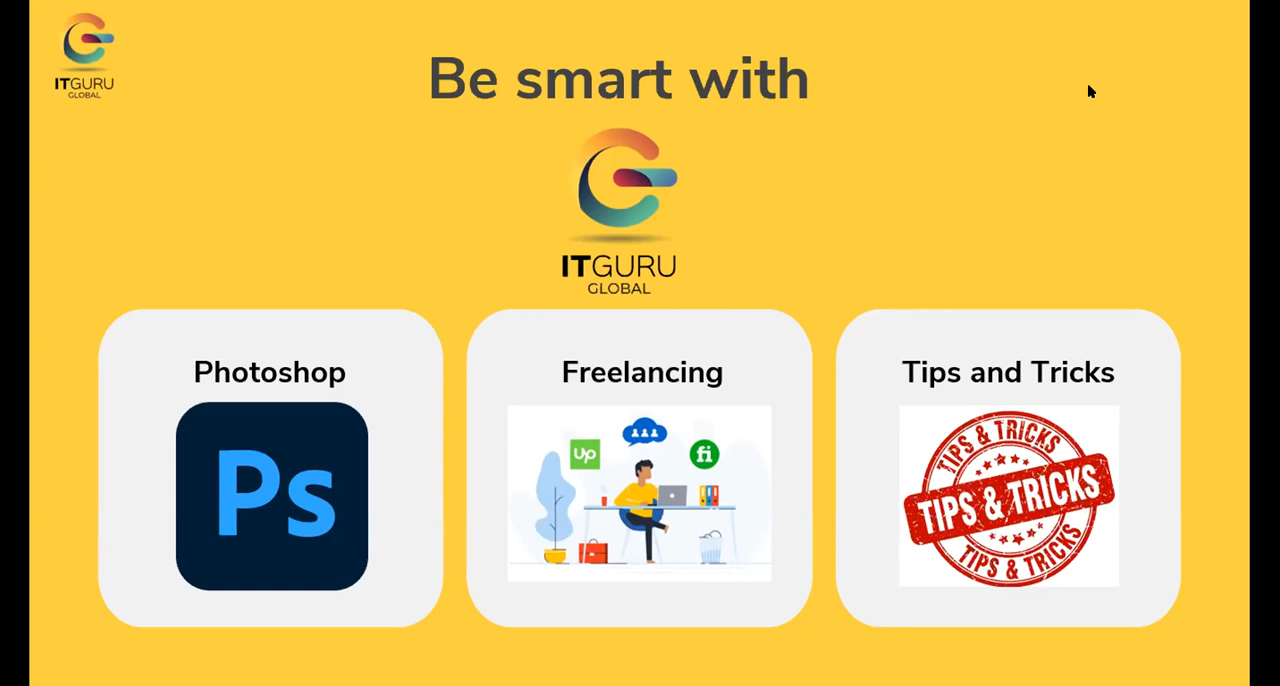 ITGURU
GLOBAL
Be smart with
ITGURU
GLOBAL
Photoshop
Freelancing
Tips and Tricks
Ps
up
fi
TIPS & TRICKS
TIPS & TRICKS
TIPS & TRICKS